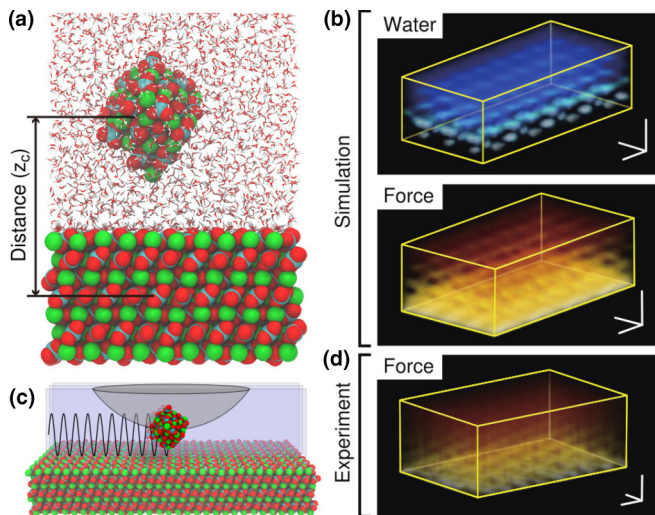 (a)
Distance (z_c)
(b)
Water
Simulation
Force
(c)
(d)
Force
Experiment